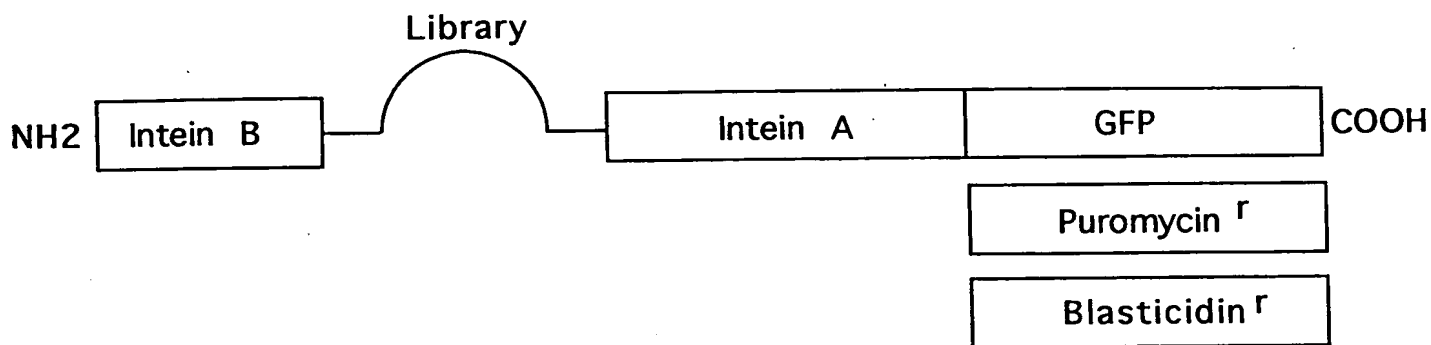 Library
NH2 Intein B Intein A GFP COOH
Puromycin r
Blasticidin r